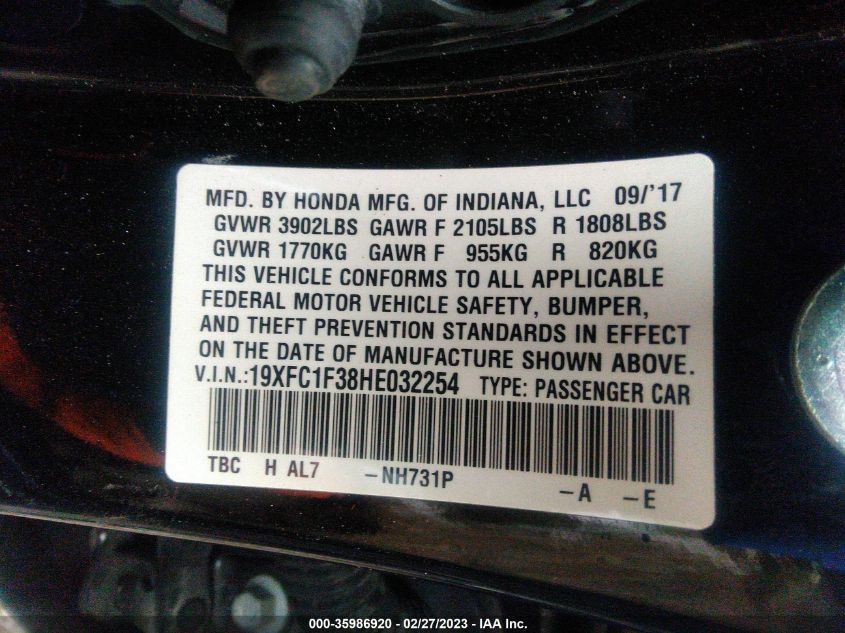 MFD. BY HONDA MFG. OF INDIANA, LLC 09/'17
GVWR 3902LBS GAWR F 2105LBS R 1808LBS
GVWR 1770KG GAWR F 955KG R 820KG
THIS VEHICLE CONFORMS TO ALL APPLICABLE
FEDERAL MOTOR VEHICLE SAFETY, BUMPER,
AND THEFT PREVENTION STANDARDS IN EFFECT
ON THE DATE OF MANUFACTURE SHOWN ABOVE.
V.I.N.:19XFC1F38HE032254 TYPE: PASSENGER CAR
TBC H AL7 -NH731P -A -E
000-35986920 - 02/27/2023 - IAA Inc.